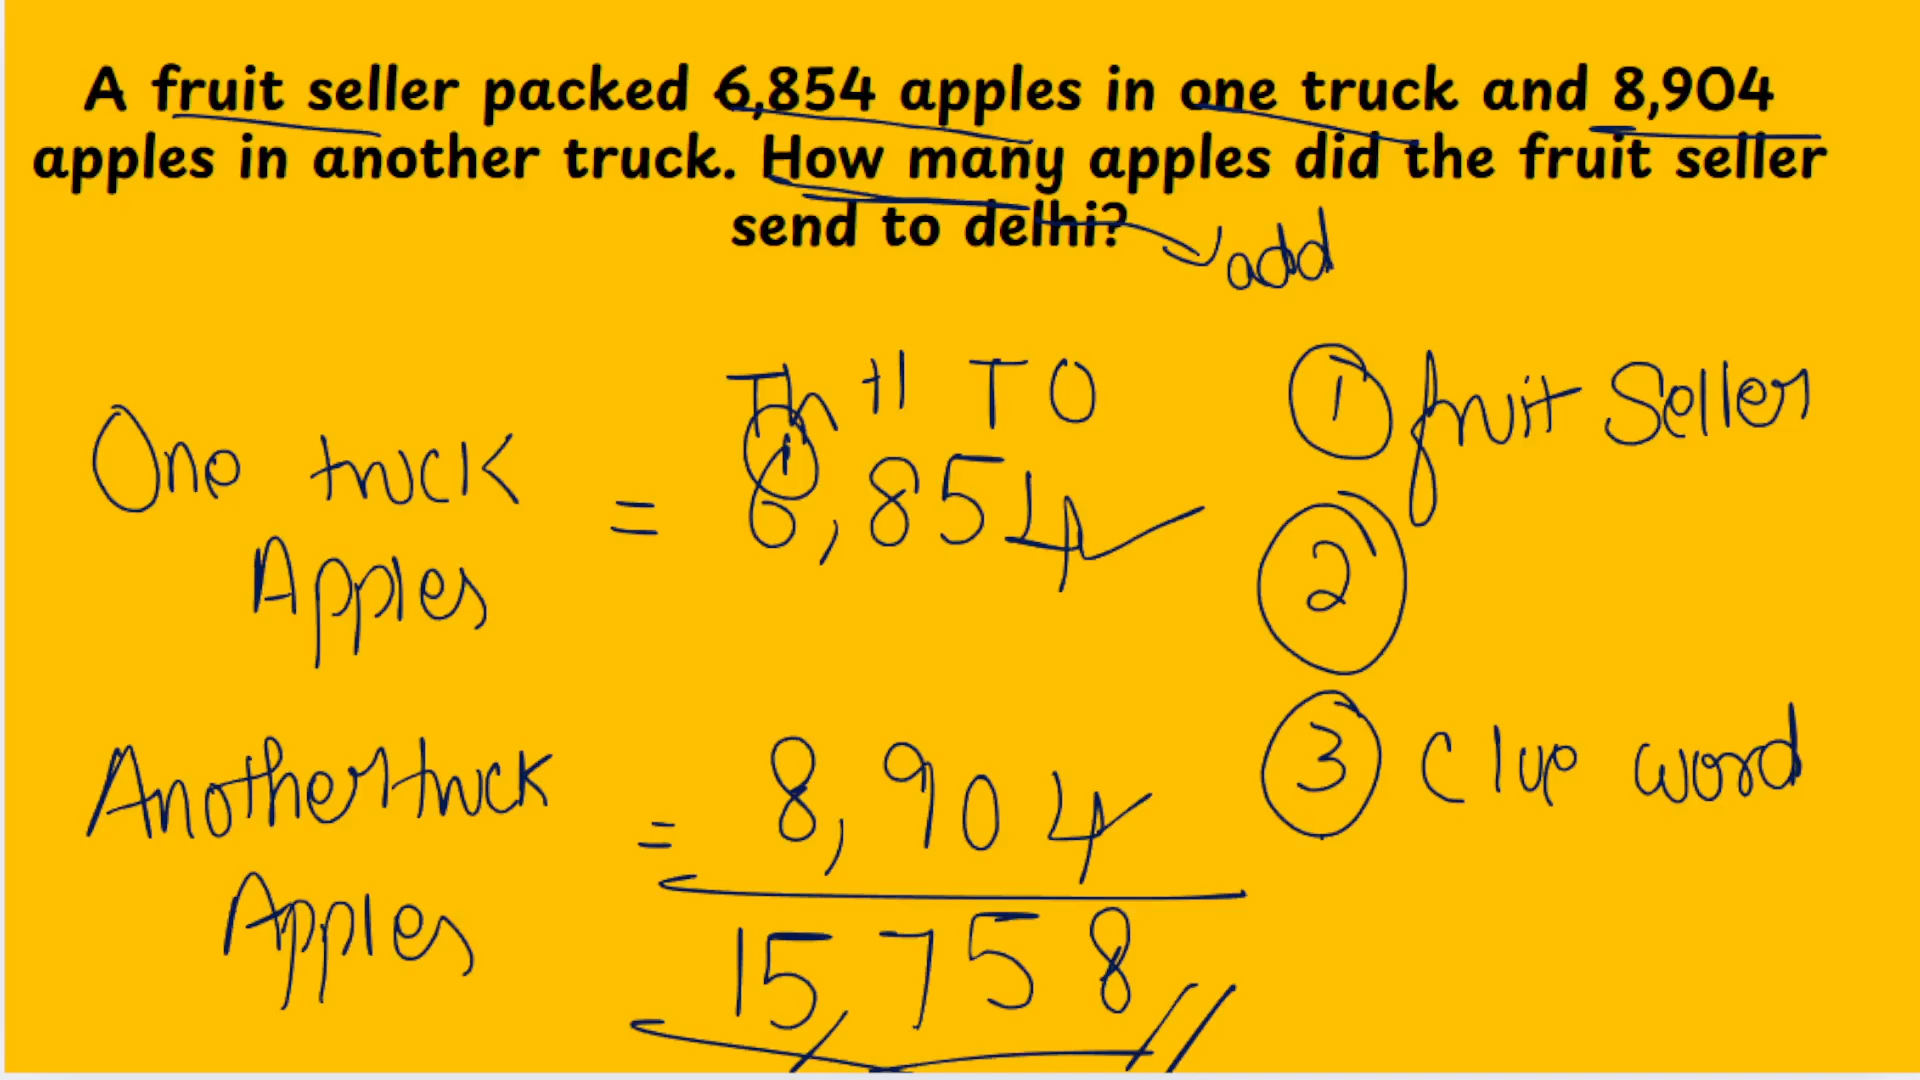 A fruit seller packed 6,854 apples in one truck and 8,904
apples in another truck. How many apples did the fruit seller
send to delhi?
add
Th H T O
1
One truck = 6,854
Apples
Another truck = 8,904
Apples
15,758
1 fruit Seller
2
3 Clue word